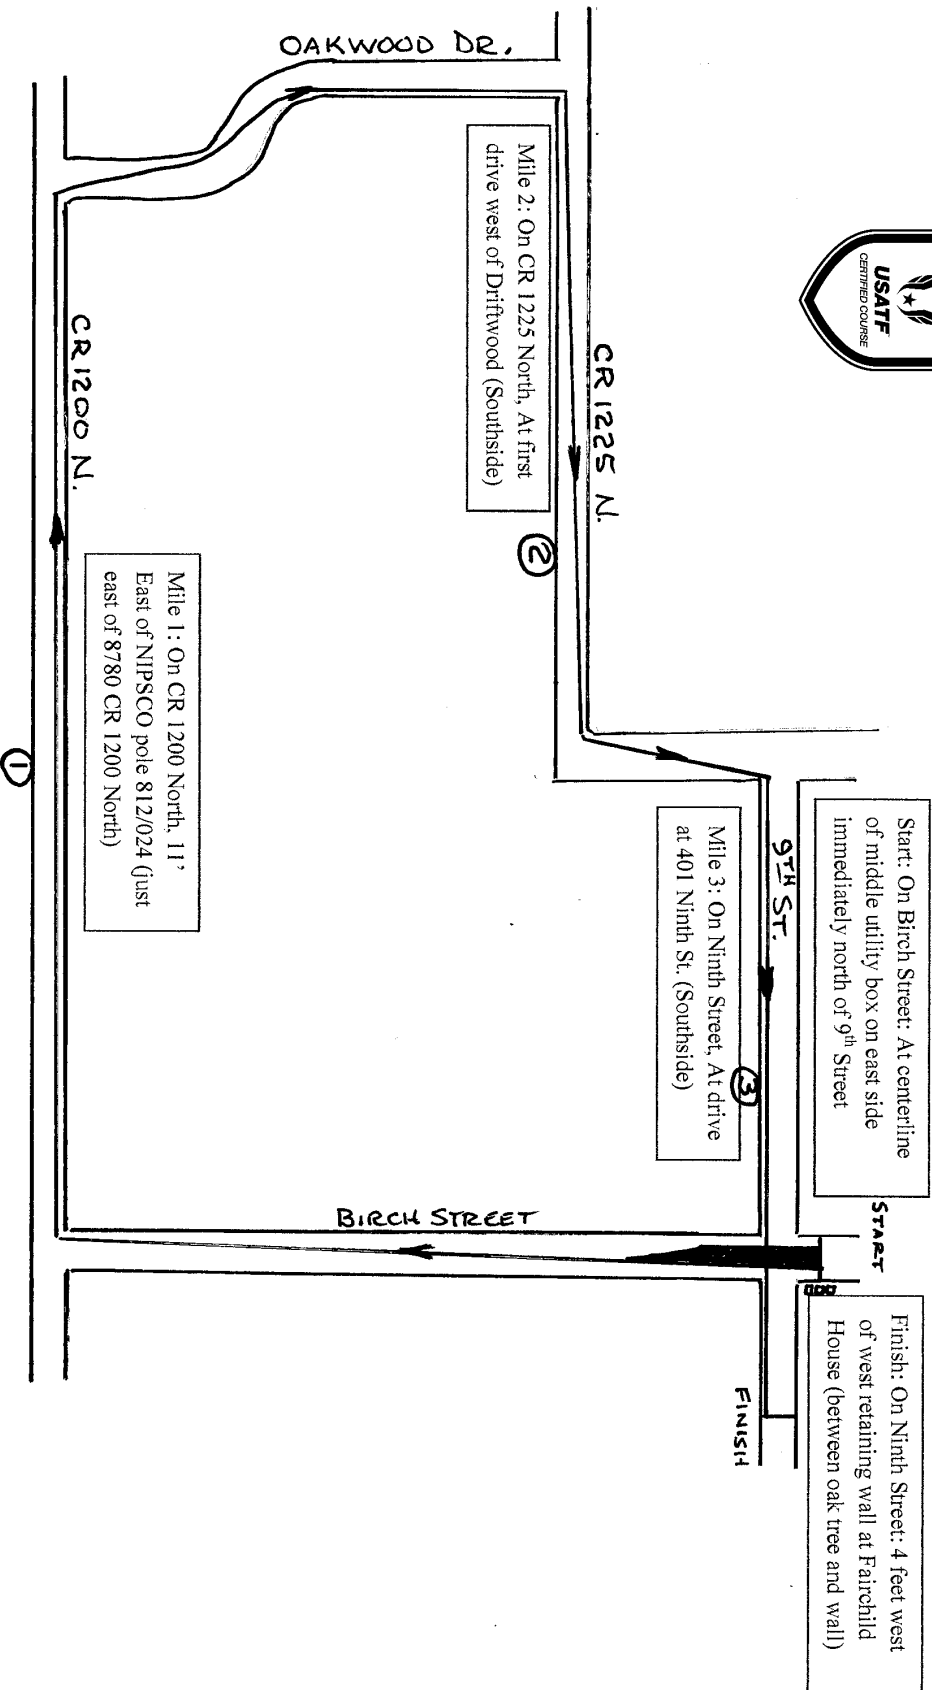 OAKWOOD DR.
USATF
CERTIFIED COURSE
Mile 2: On CR 1225 North, At first
drive west of Driftwood (Southside)
CR 1225 N.
2
CR 1200 N.
Mile 1: On CR 1200 North, 11'
East of NIPSCO pole 812/024 (just
east of 8780 CR 1200 North)
1
Start: On Birch Street: At centerline
of middle utility box on east side
immediately north of 9th Street
9TH ST.
Mile 3: On Ninth Street, At drive
at 401 Ninth St. (Southside)
3
BIRCH STREET
START
Finish: On Ninth Street: 4 feet west
of west retaining wall at Fairchild
House (between oak tree and wall)
FINISH